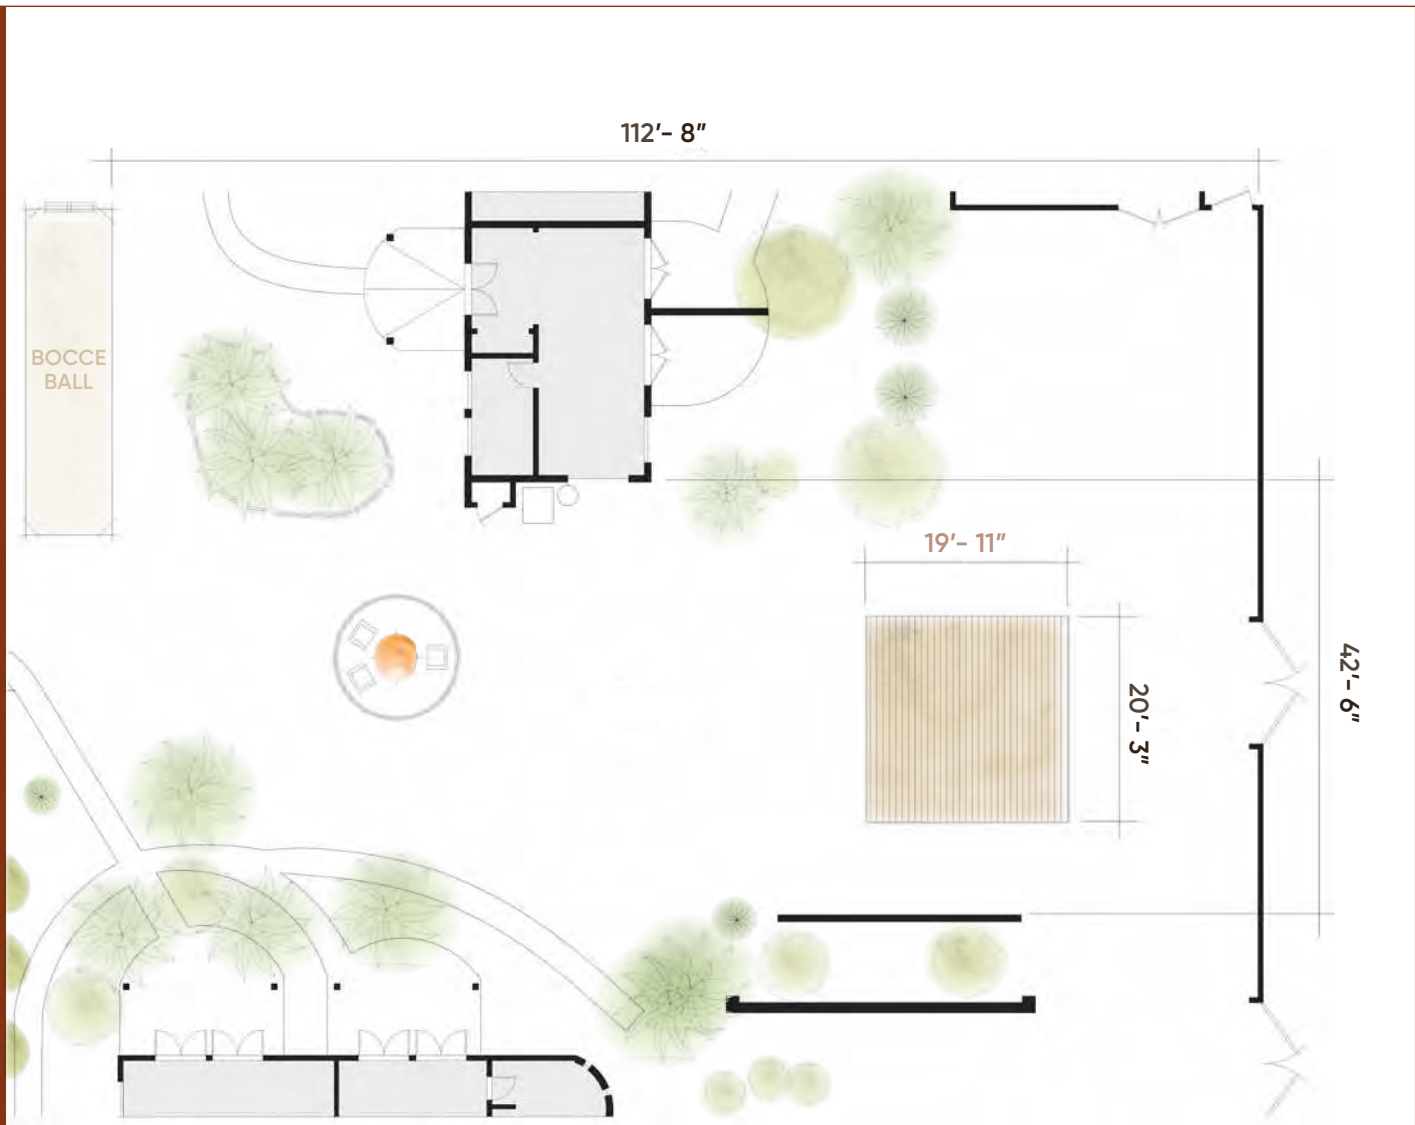 112′- 8″
BOCCE
BALL
19′- 11″
20′- 3″
42′- 6″